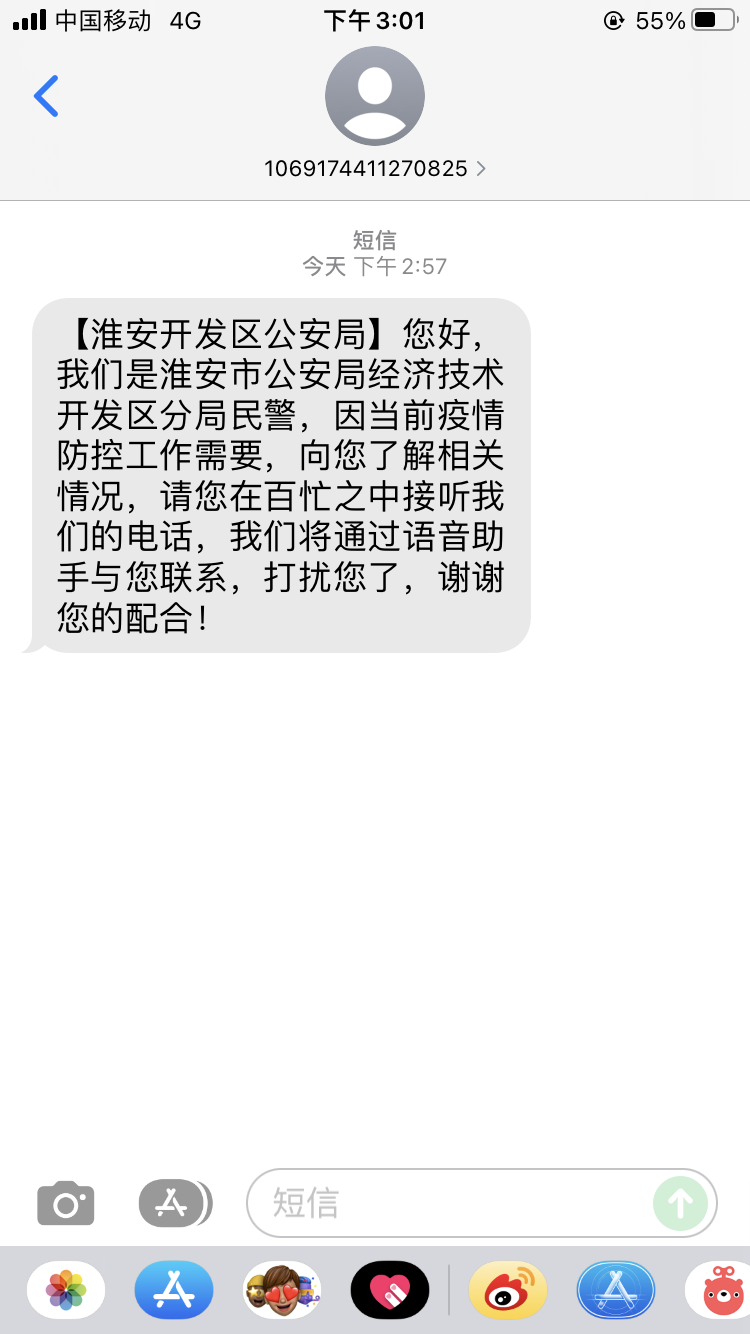 中国移动 4G 下午3:01 55%
1069174411270825
短信
今天 下午2:57
【淮安开发区公安局】您好，
我们是淮安市公安局经济技术
开发区分局民警，因当前疫情
防控工作需要，向您了解相关
情况，请您在百忙之中接听我
们的电话，我们将通过语音助
手与您联系，打扰您了，谢谢
您的配合！
短信